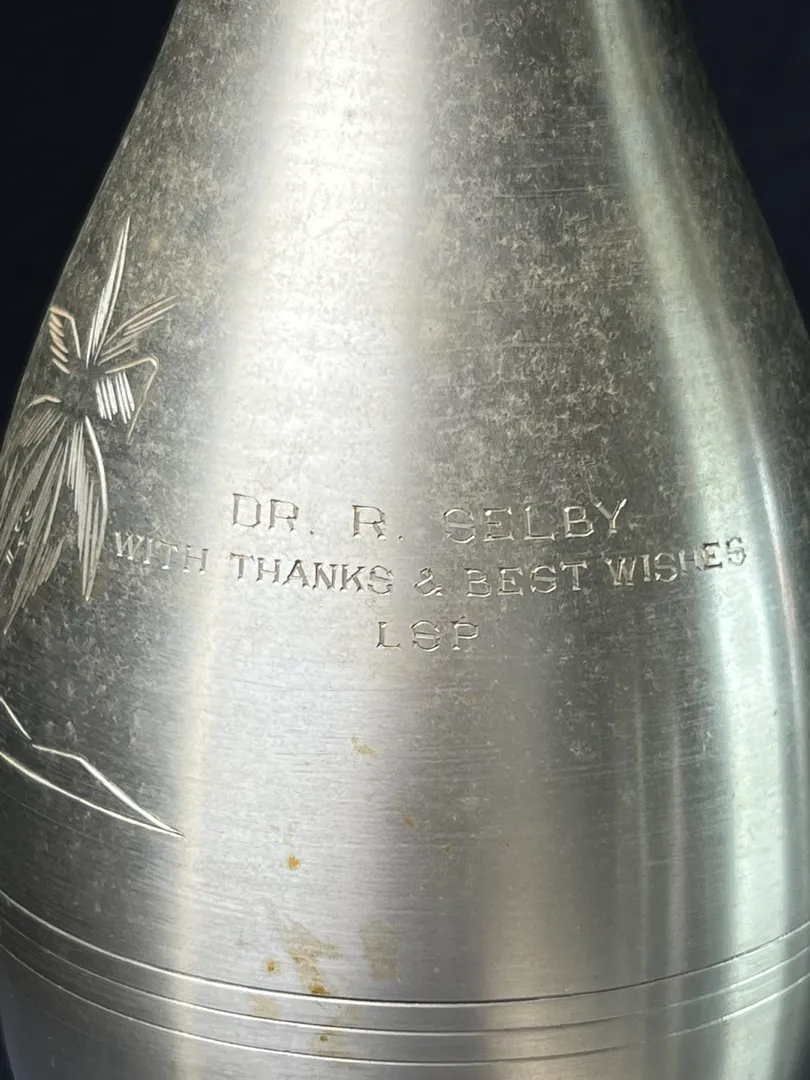 DR. R. SELBY
WITH THANKS & BEST WISHES
LSP